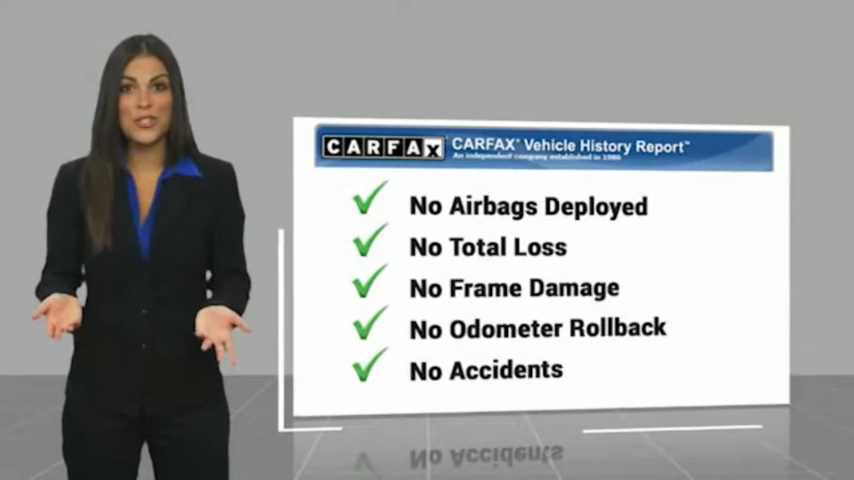 CARFAX CARFAX® Vehicle History Report™
An independent company established in 1986
No Airbags Deployed
No Total Loss
No Frame Damage
No Odometer Rollback
No Accidents
No Accidents